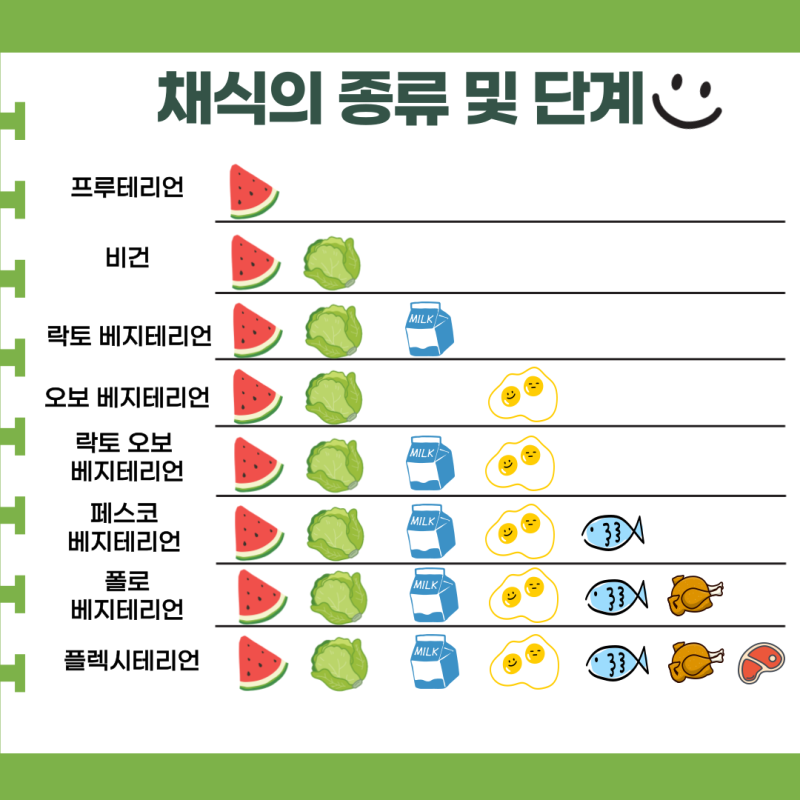 채식의 종류 및 단계
프루테리언
비건
락토 베지테리언
MILK
오보 베지테리언
락토 오보
베지테리언
MILK
페스코
베지테리언
MILK
폴로
베지테리언
MILK
플렉시테리언
MILK